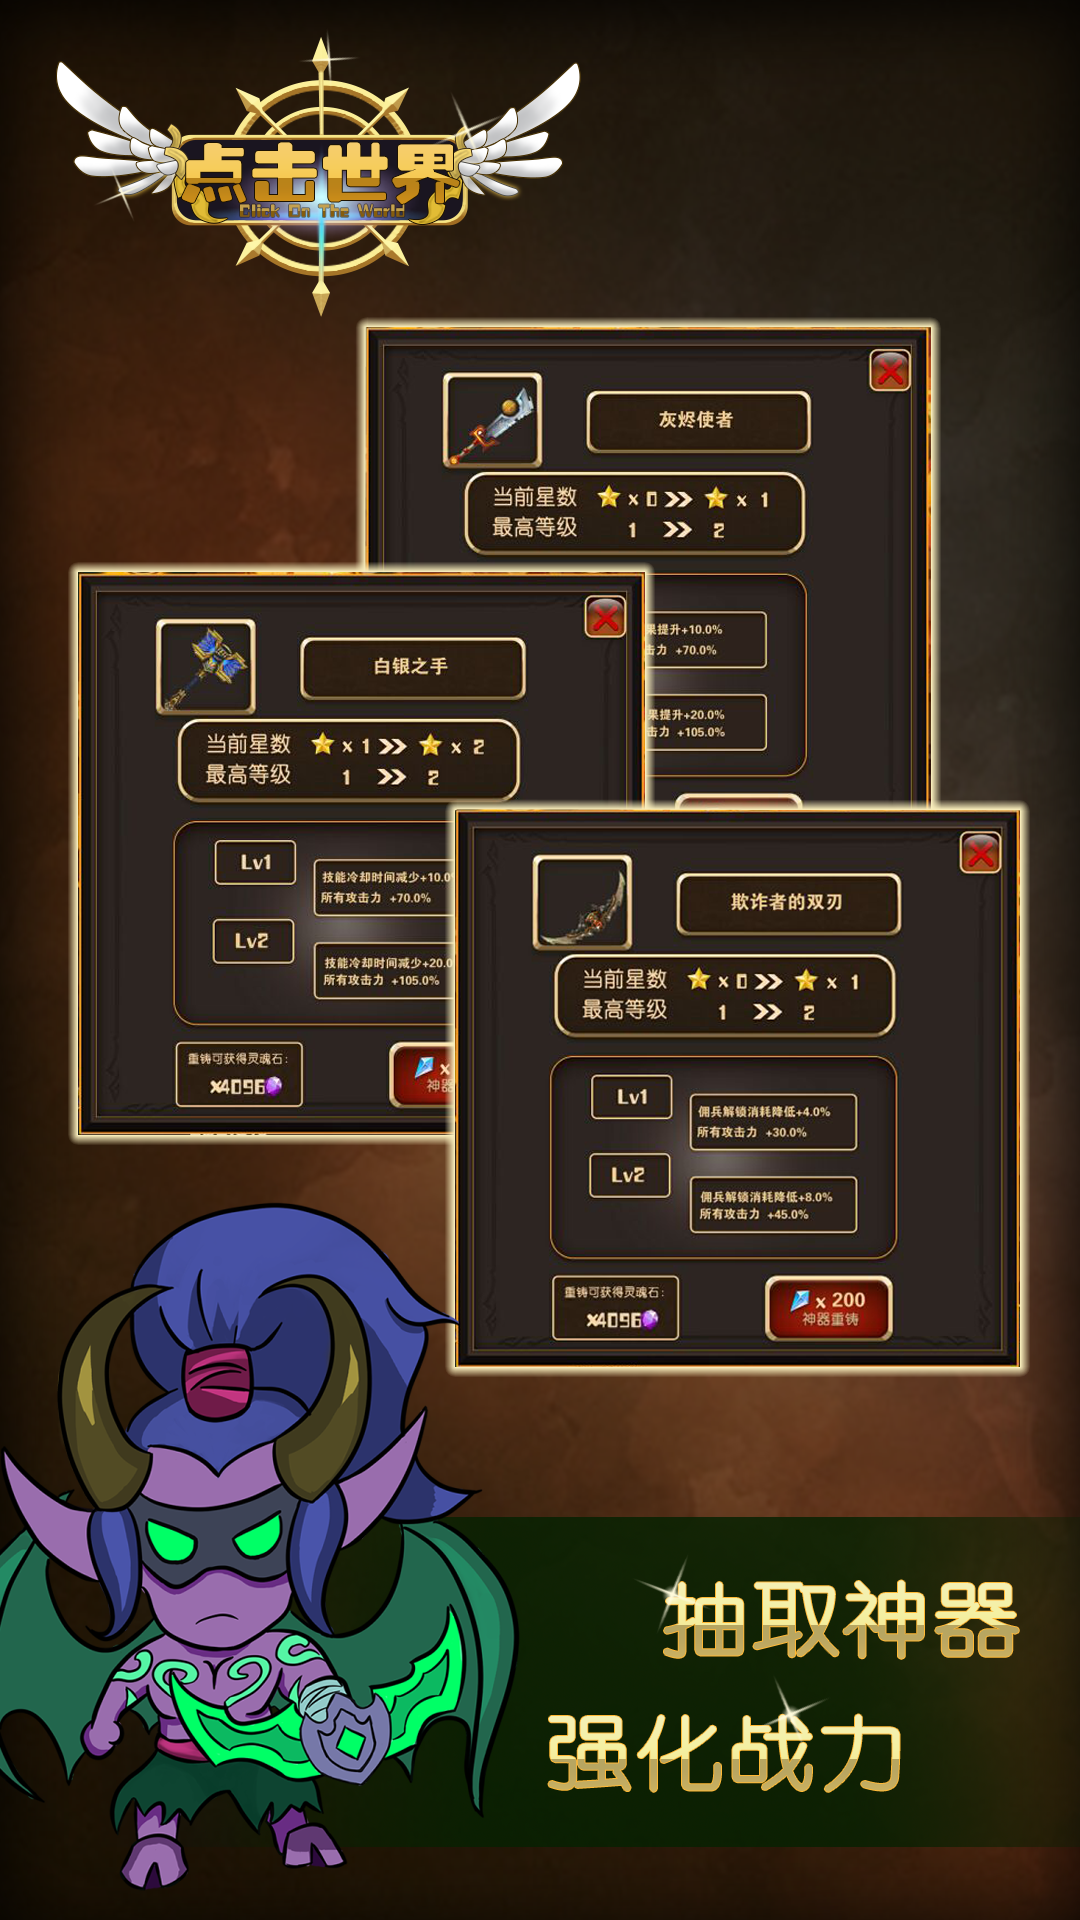 点击世界
Click On The World
灰烬使者
当前星数 x 0 x 1
最高等级 1 2
果提升+10.0%
击力 +70.0%
果提升+20.0%
击力 +105.0%
白银之手
当前星数 x 1 x 2
最高等级 1 2
Lv1
技能冷却时间减少+10.0
所有攻击力 +70.0%
Lv2
技能冷却时间减少+20.0
所有攻击力 +105.0%
重铸可获得灵魂石:
x4096
x
神器
欺诈者的双刃
当前星数 x 0 x 1
最高等级 1 2
Lv1
佣兵解锁消耗降低+4.0%
所有攻击力 +30.0%
Lv2
佣兵解锁消耗降低+8.0%
所有攻击力 +45.0%
重铸可获得灵魂石:
x4096
x 200
神器重铸
抽取神器
强化战力